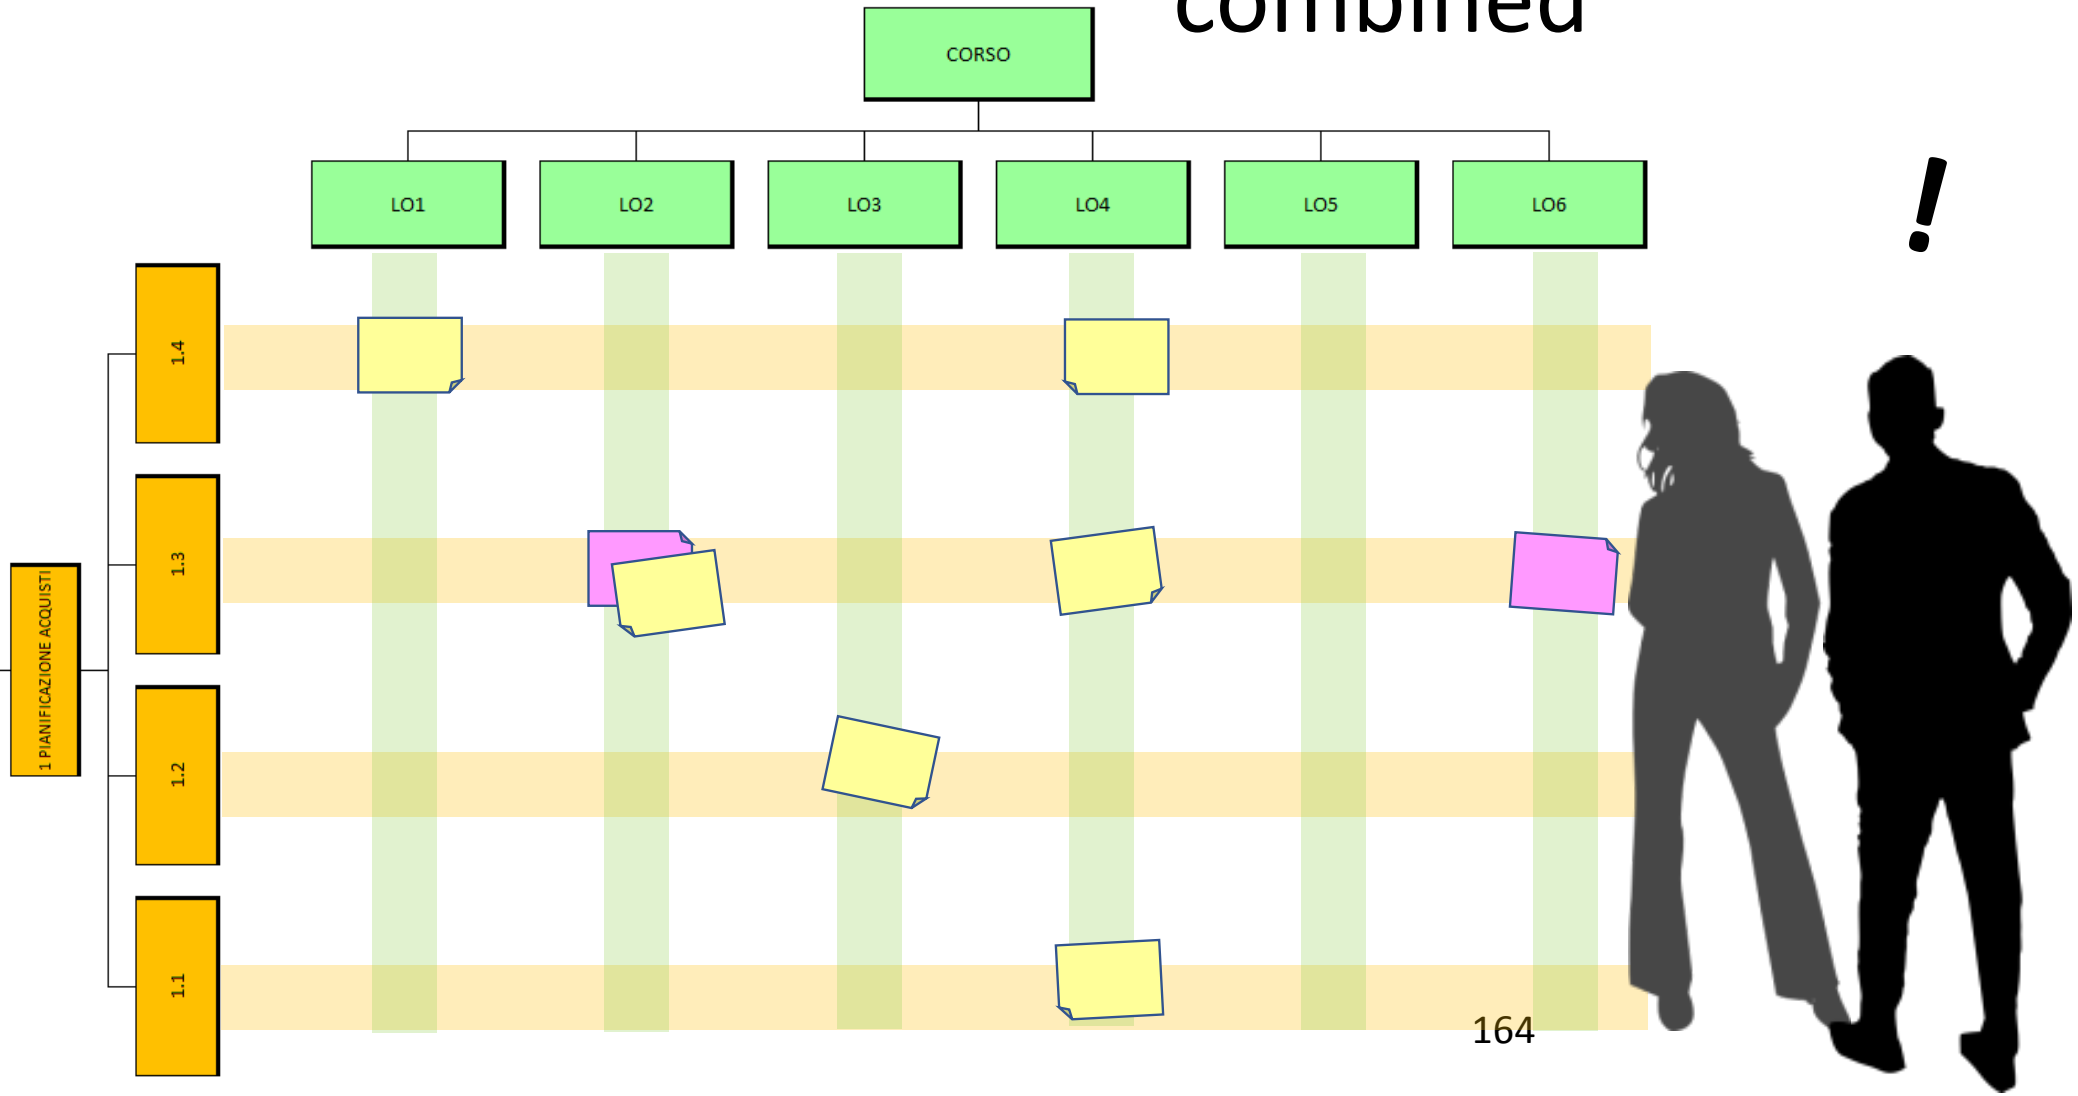 combined
CORSO
LO1
LO2
LO3
LO4
LO5
LO6
!
1.4
1.3
1 PIANIFICAZIONE ACQUISTI
1.2
1.1
164